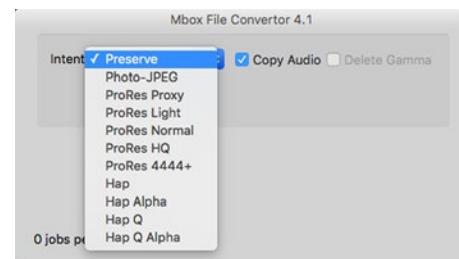 Mbox File Convertor 4.1
Intent ✓ Preserve Copy Audio Delete Gamma
Photo-JPEG
ProRes Proxy
ProRes Light
ProRes Normal
ProRes HQ
ProRes 4444+
Hap
Hap Alpha
Hap Q
Hap Q Alpha
0 jobs